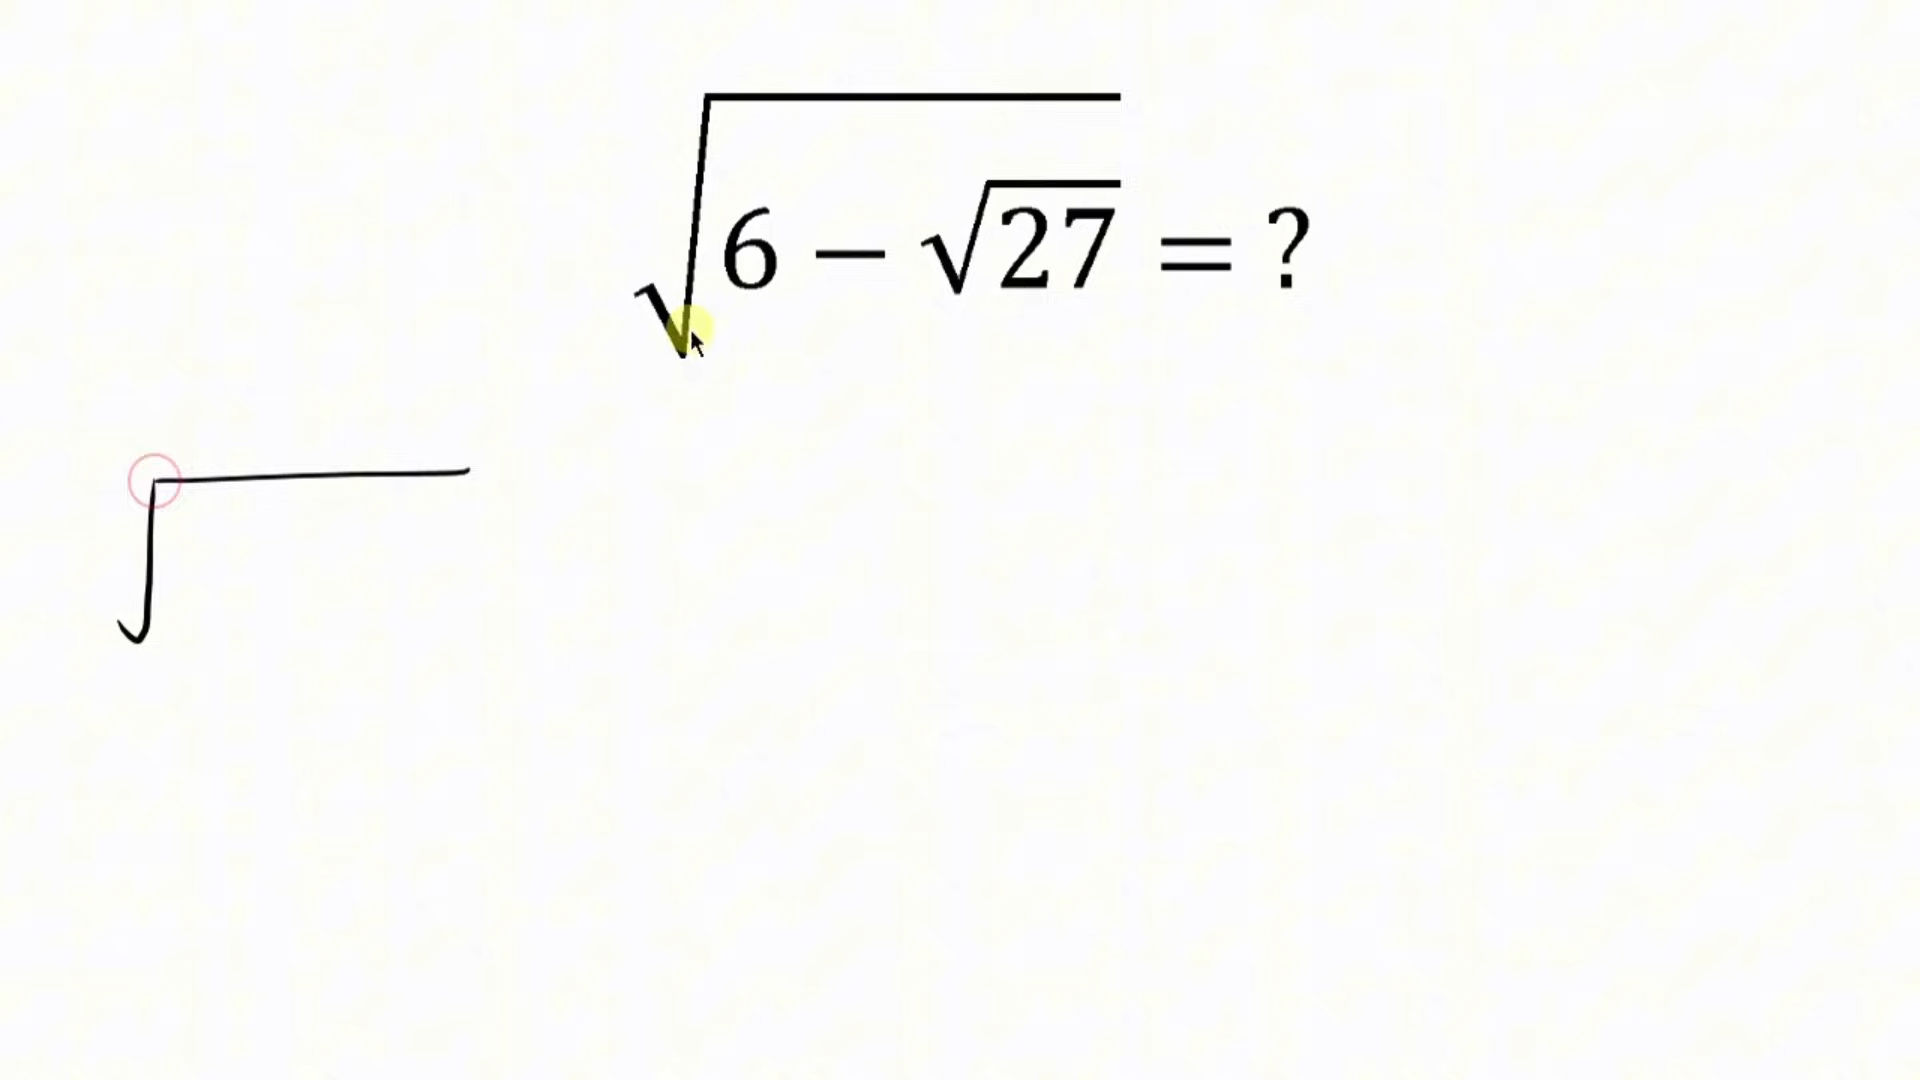 √(6 − √27) = ?
√